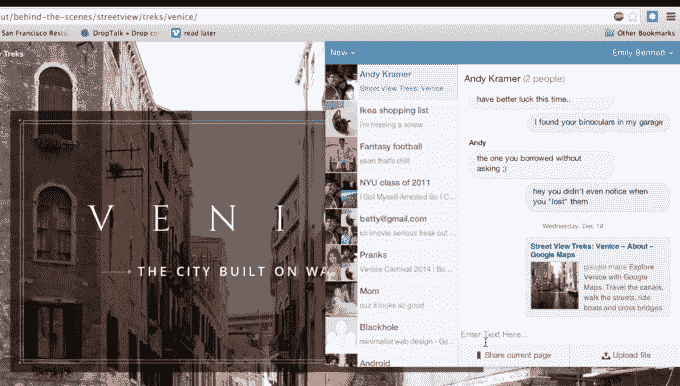 out/behind-the-scenes/streetview/treks/venice/
San Francisco Resta
DropTalk » Drop co
read later
Other Bookmarks
Treks
VENI
THE CITY BUILT ON WA
New
Emily Bennett
Andy Kramer
Street View Treks: Venice
Ikea shopping list
i'm missing a screw
Fantasy football
yeah that's chill
NYU class of 2011
I Got Myself Arrested So I C...
betty@gmail.com
lol imovie serious freak out ...
Pranks
Venice Carnival 2014 | Bo...
Mom
cuz it looks so good
Blackhole
minimalist web design - Go...
Android
Andy Kramer (2 people)
have better luck this time..
I found your binoculars in my garage
Andy
the one you borrowed without
asking ;)
hey you didn't even notice when
you "lost" them
Wednesday, Dec 18
Street View Treks: Venice – About –
Google Maps
google maps Explore
Venice with Google
Maps. Travel the canals,
walk the streets, ride
boats and cross bridges
Enter Text Here...
Share current page
Upload file